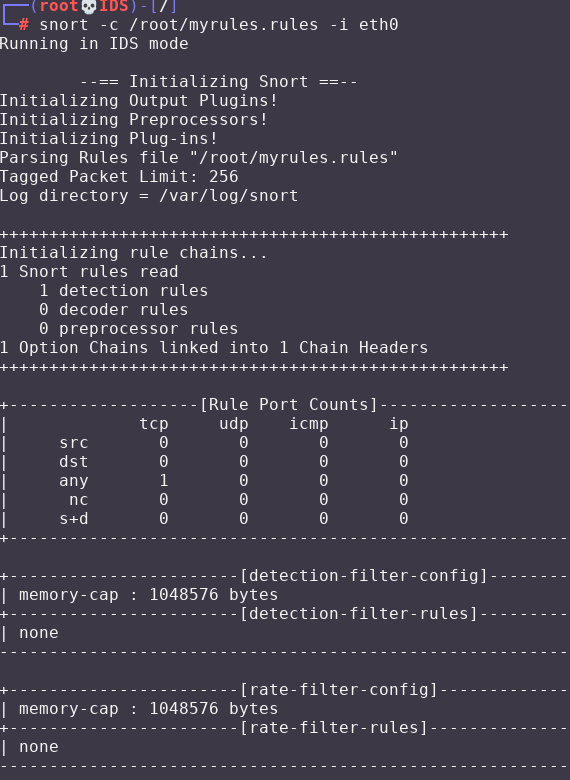 ┌──(root💀IDS)-[/]
└─# snort -c /root/myrules.rules -i eth0
Running in IDS mode

        --== Initializing Snort ==--
Initializing Output Plugins!
Initializing Preprocessors!
Initializing Plug-ins!
Parsing Rules file "/root/myrules.rules"
Tagged Packet Limit: 256
Log directory = /var/log/snort

+++++++++++++++++++++++++++++++++++++++++++++++++++
Initializing rule chains...
1 Snort rules read
    1 detection rules
    0 decoder rules
    0 preprocessor rules
1 Option Chains linked into 1 Chain Headers
+++++++++++++++++++++++++++++++++++++++++++++++++++

+-------------------[Rule Port Counts]-------------------
|             tcp     udp    icmp      ip
|     src       0       0       0       0
|     dst       0       0       0       0
|     any       1       0       0       0
|      nc       0       0       0       0
|     s+d       0       0       0       0
+--------------------------------------------------------

+-----------------------[detection-filter-config]--------
| memory-cap : 1048576 bytes
+-----------------------[detection-filter-rules]---------
| none
---------------------------------------------------------

+-----------------------[rate-filter-config]-------------
| memory-cap : 1048576 bytes
+-----------------------[rate-filter-rules]--------------
| none
---------------------------------------------------------